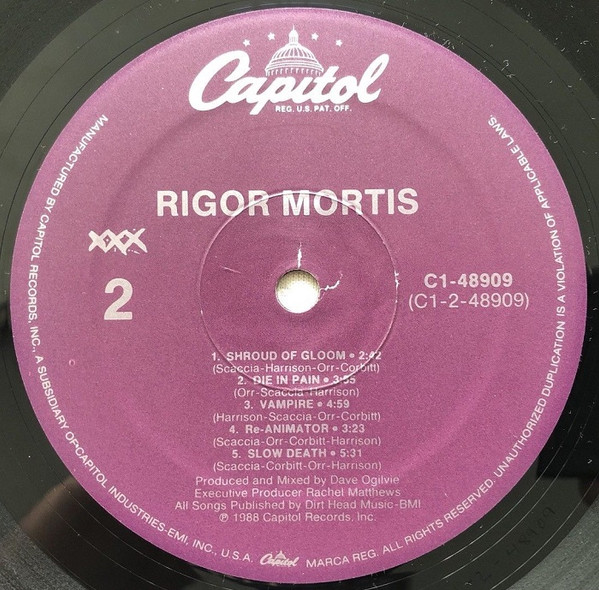 Capitol
REG. U.S. PAT. OFF.
RIGOR MORTIS
XXX
2
C1-48909
(C1-2-48909)
1. SHROUD OF GLOOM • 2:42
(Scaccia-Harrison-Orr-Corbitt)
2. DIE IN PAIN • 3:55
(Orr-Scaccia-Harrison)
3. VAMPIRE • 4:59
(Harrison-Scaccia-Orr-Corbitt)
4. Re-ANIMATOR • 3:23
(Scaccia-Orr-Corbitt-Harrison)
5. SLOW DEATH • 5:31
(Scaccia-Corbitt-Orr-Harrison)
Produced and Mixed by Dave Ogilvie
Executive Producer Rachel Matthews
All Songs Published by Dirt Head Music-BMI
℗ 1988 Capitol Records, Inc.
MANUFACTURED BY CAPITOL RECORDS, INC., A SUBSIDIARY OF CAPITOL INDUSTRIES-EMI, INC., U.S.A. Capitol MARCA REG. ALL RIGHTS RESERVED. UNAUTHORIZED DUPLICATION IS A VIOLATION OF APPLICABLE LAWS.